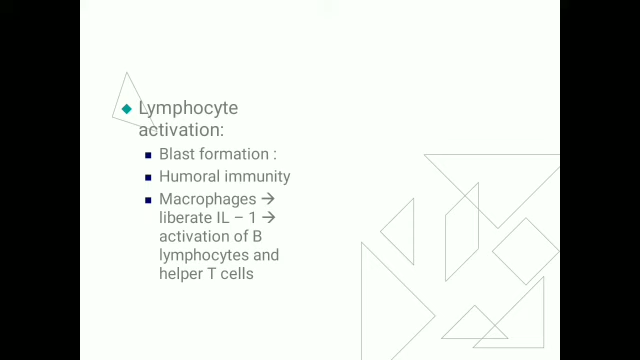 Lymphocyte
activation:
Blast formation :
Humoral immunity
Macrophages →
liberate IL – 1 →
activation of B
lymphocytes and
helper T cells